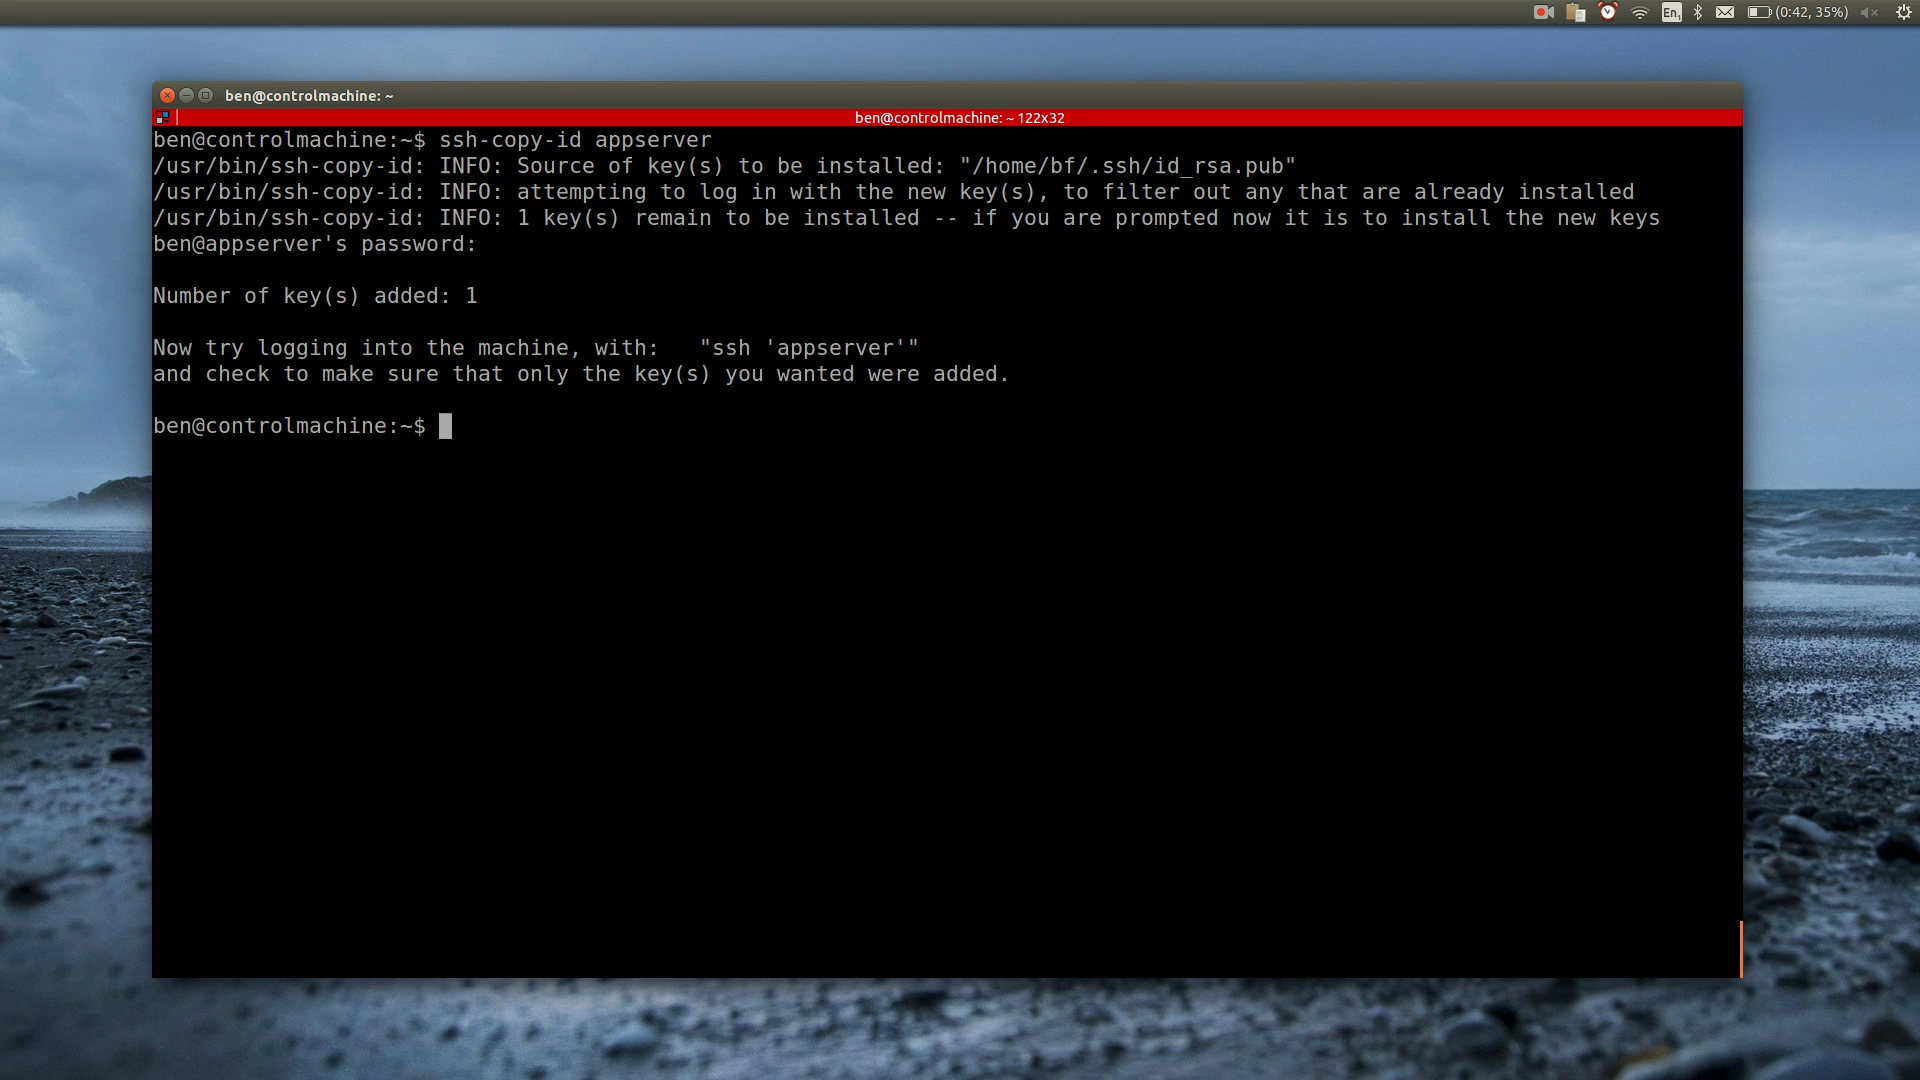 En,
(0:42, 35%)
ben@controlmachine: ~
ben@controlmachine: ~ 122x32
ben@controlmachine:~$ ssh-copy-id appserver
/usr/bin/ssh-copy-id: INFO: Source of key(s) to be installed: "/home/bf/.ssh/id_rsa.pub"
/usr/bin/ssh-copy-id: INFO: attempting to log in with the new key(s), to filter out any that are already installed
/usr/bin/ssh-copy-id: INFO: 1 key(s) remain to be installed -- if you are prompted now it is to install the new keys
ben@appserver's password:
Number of key(s) added: 1
Now try logging into the machine, with:   "ssh 'appserver'"
and check to make sure that only the key(s) you wanted were added.
ben@controlmachine:~$